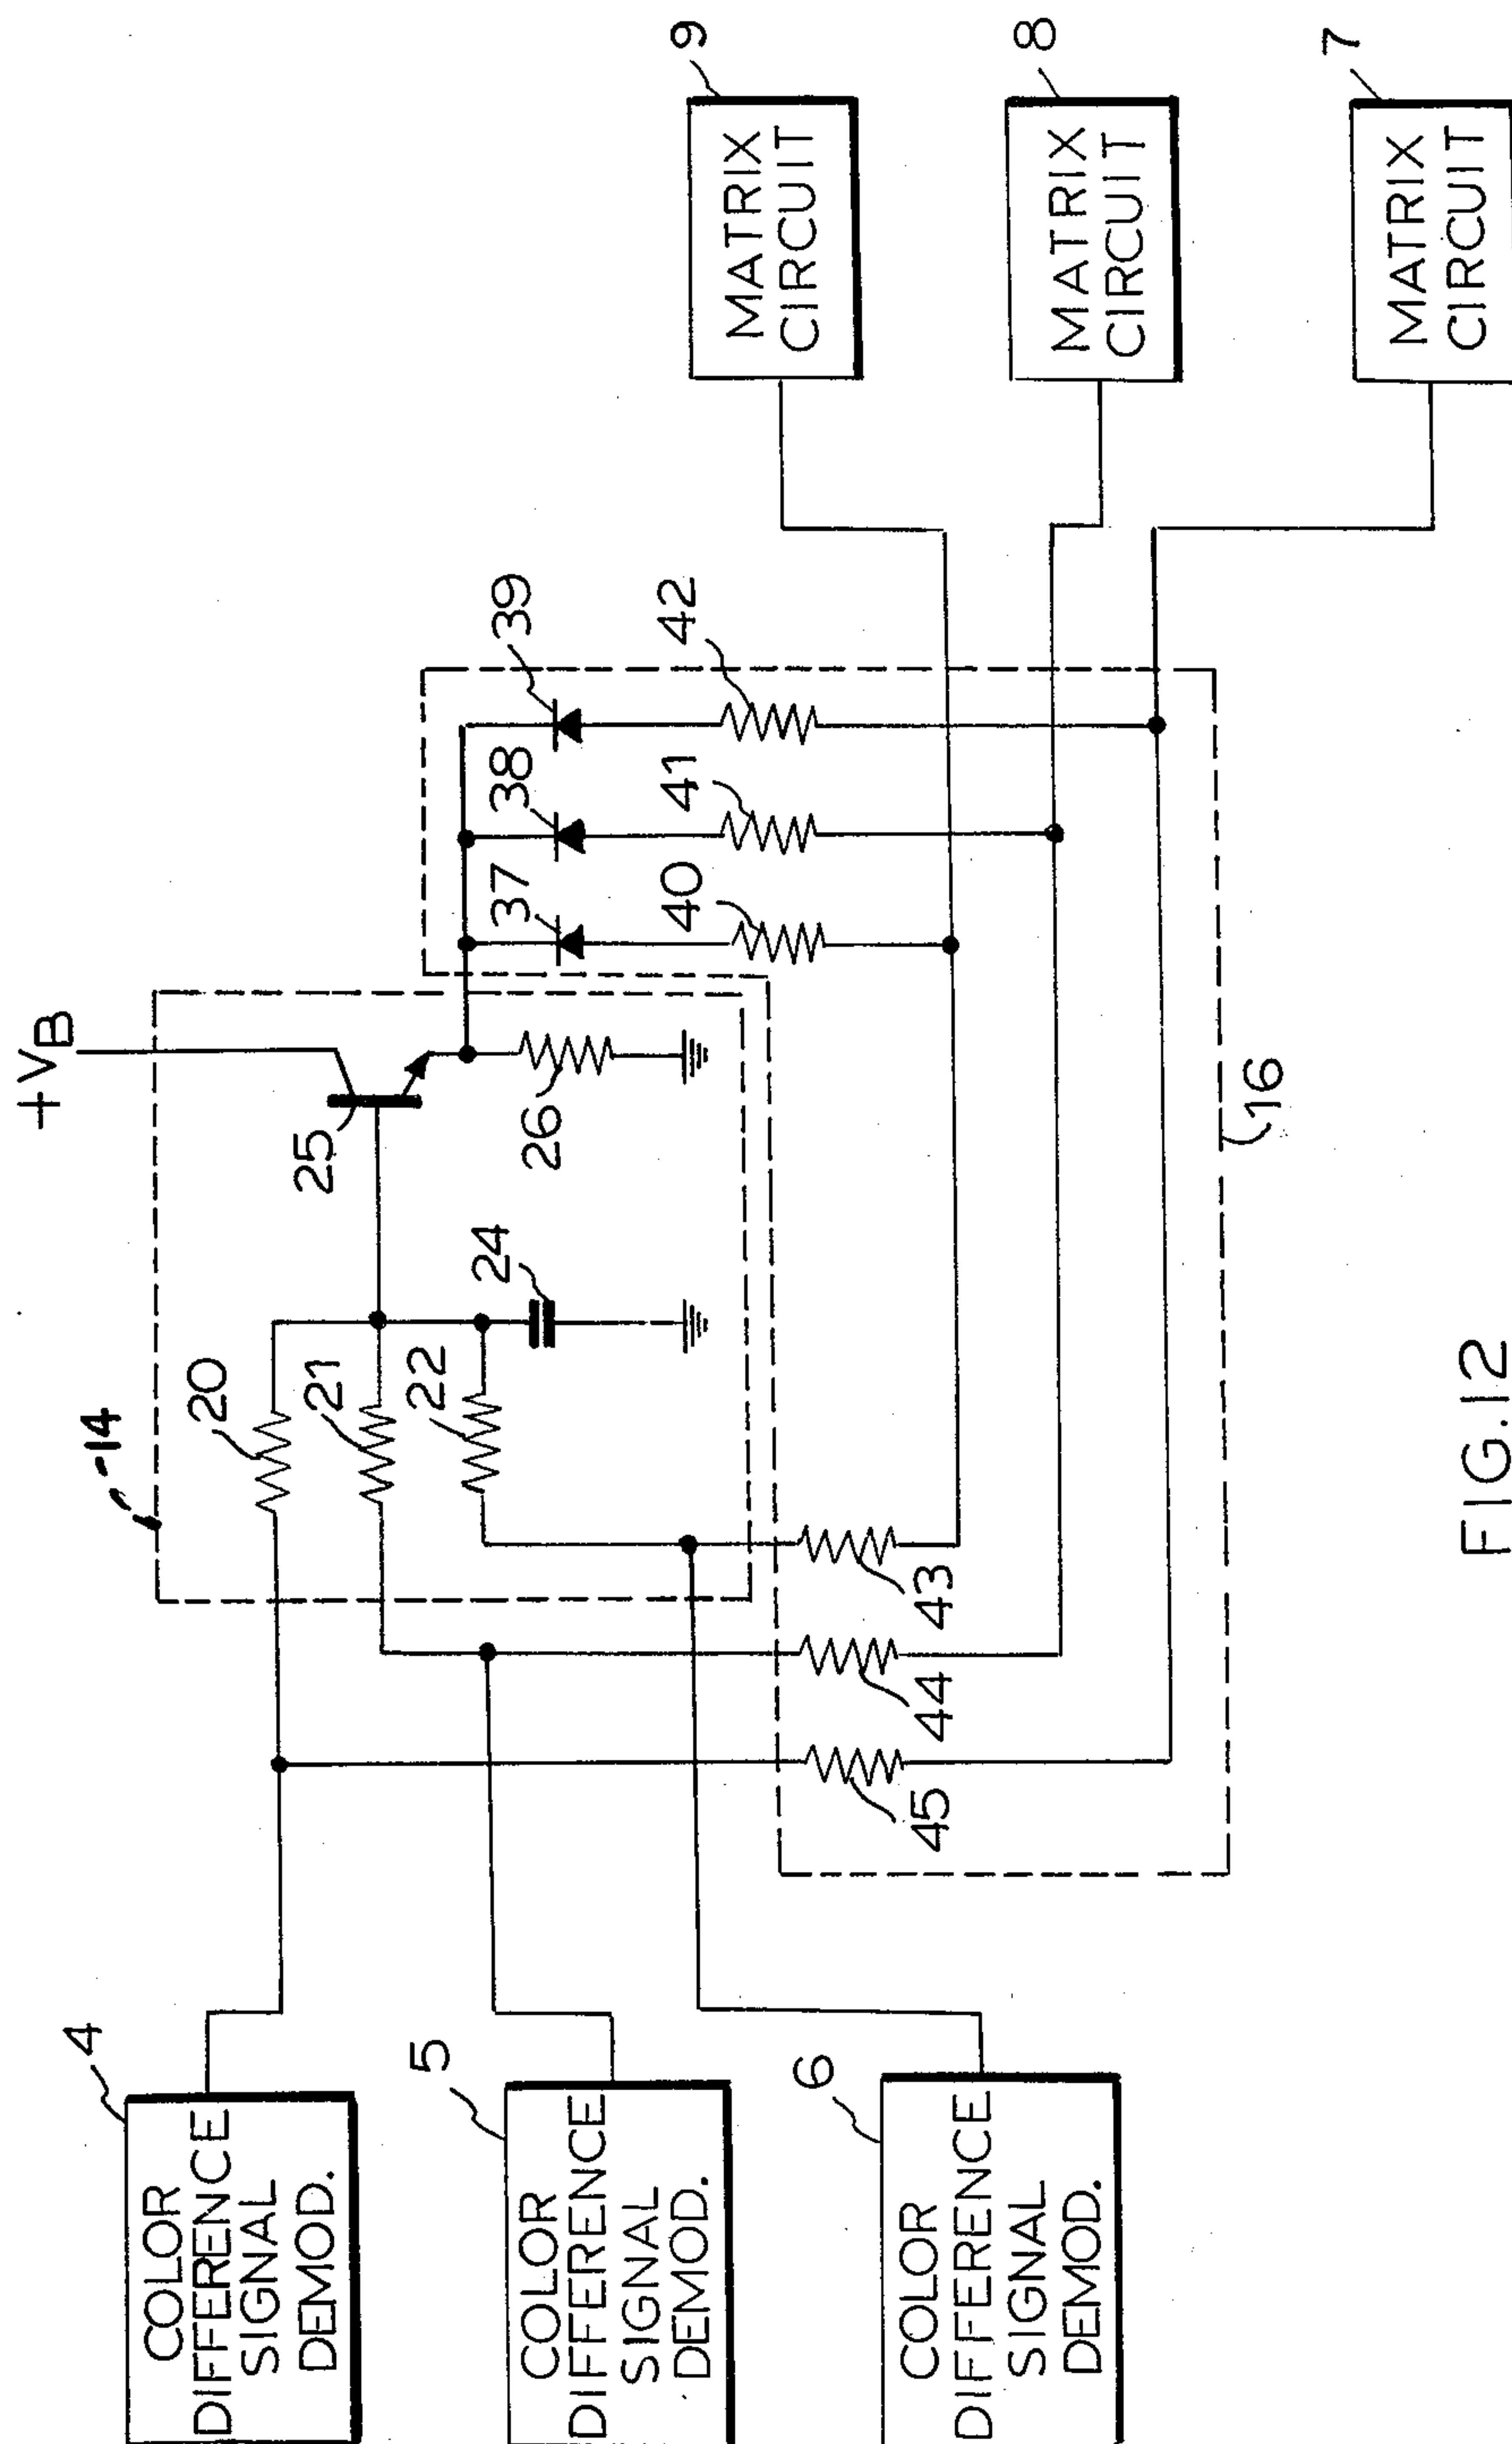 +VB
14
20
21
22
24
25
26
37
38
39
40
41
42
43
44
45
16
4
COLOR
DIFFERENCE
SIGNAL
DEMOD.
5
COLOR
DIFFERENCE
SIGNAL
DEMOD.
6
COLOR
DIFFERENCE
SIGNAL
DEMOD.
9
MATRIX
CIRCUIT
8
MATRIX
CIRCUIT
7
MATRIX
CIRCUIT
FIG.12